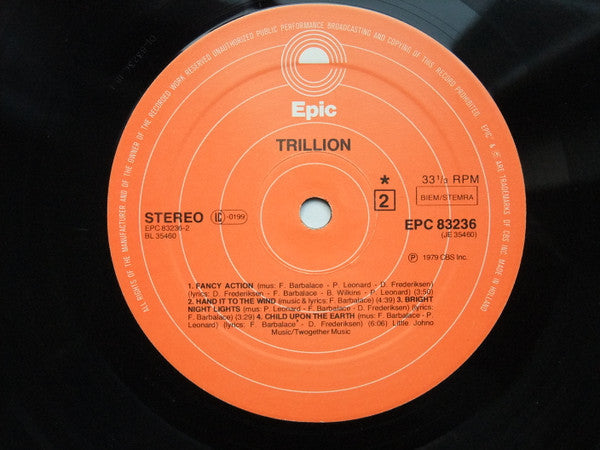 ALL RIGHTS OF THE MANUFACTURER AND OF THE OWNER OF THE RECORDED WORK RESERVED UNAUTHORIZED PUBLIC PERFORMANCE BROADCASTING AND COPYING OF THIS RECORD PROHIBITED. EPIC' & ℗ ARE TRADEMARKS OF CBS INC. MADE IN HOLLAND
Epic
TRILLION
* 33 1/3 RPM
2 BIEM/STEMRA
STEREO LC-0199 EPC 83236
EPC 83236-2 (JE 35460)
BL 35460
℗ 1979 CBS Inc.
1. FANCY ACTION (mus: F. Barbalace - P. Leonard - D. Frederiksen)
(lyrics: D. Frederiksen - F. Barbalace - B. Wilkins - P. Leonard) (3:50)
2. HAND IT TO THE WIND (music & lyrics: F. Barbalace) (4:39) 3. BRIGHT
NIGHT LIGHTS (mus: P. Leonard - F. Barbalace - D. Frederiksen) (lyrics:
F. Barbalace) (3:29) 4. CHILD UPON THE EARTH (mus: F. Barbalace - P.
Leonard) (lyrics: F. Barbalace - D. Frederiksen) (6:06) Little Johno
Music/Twogether Music